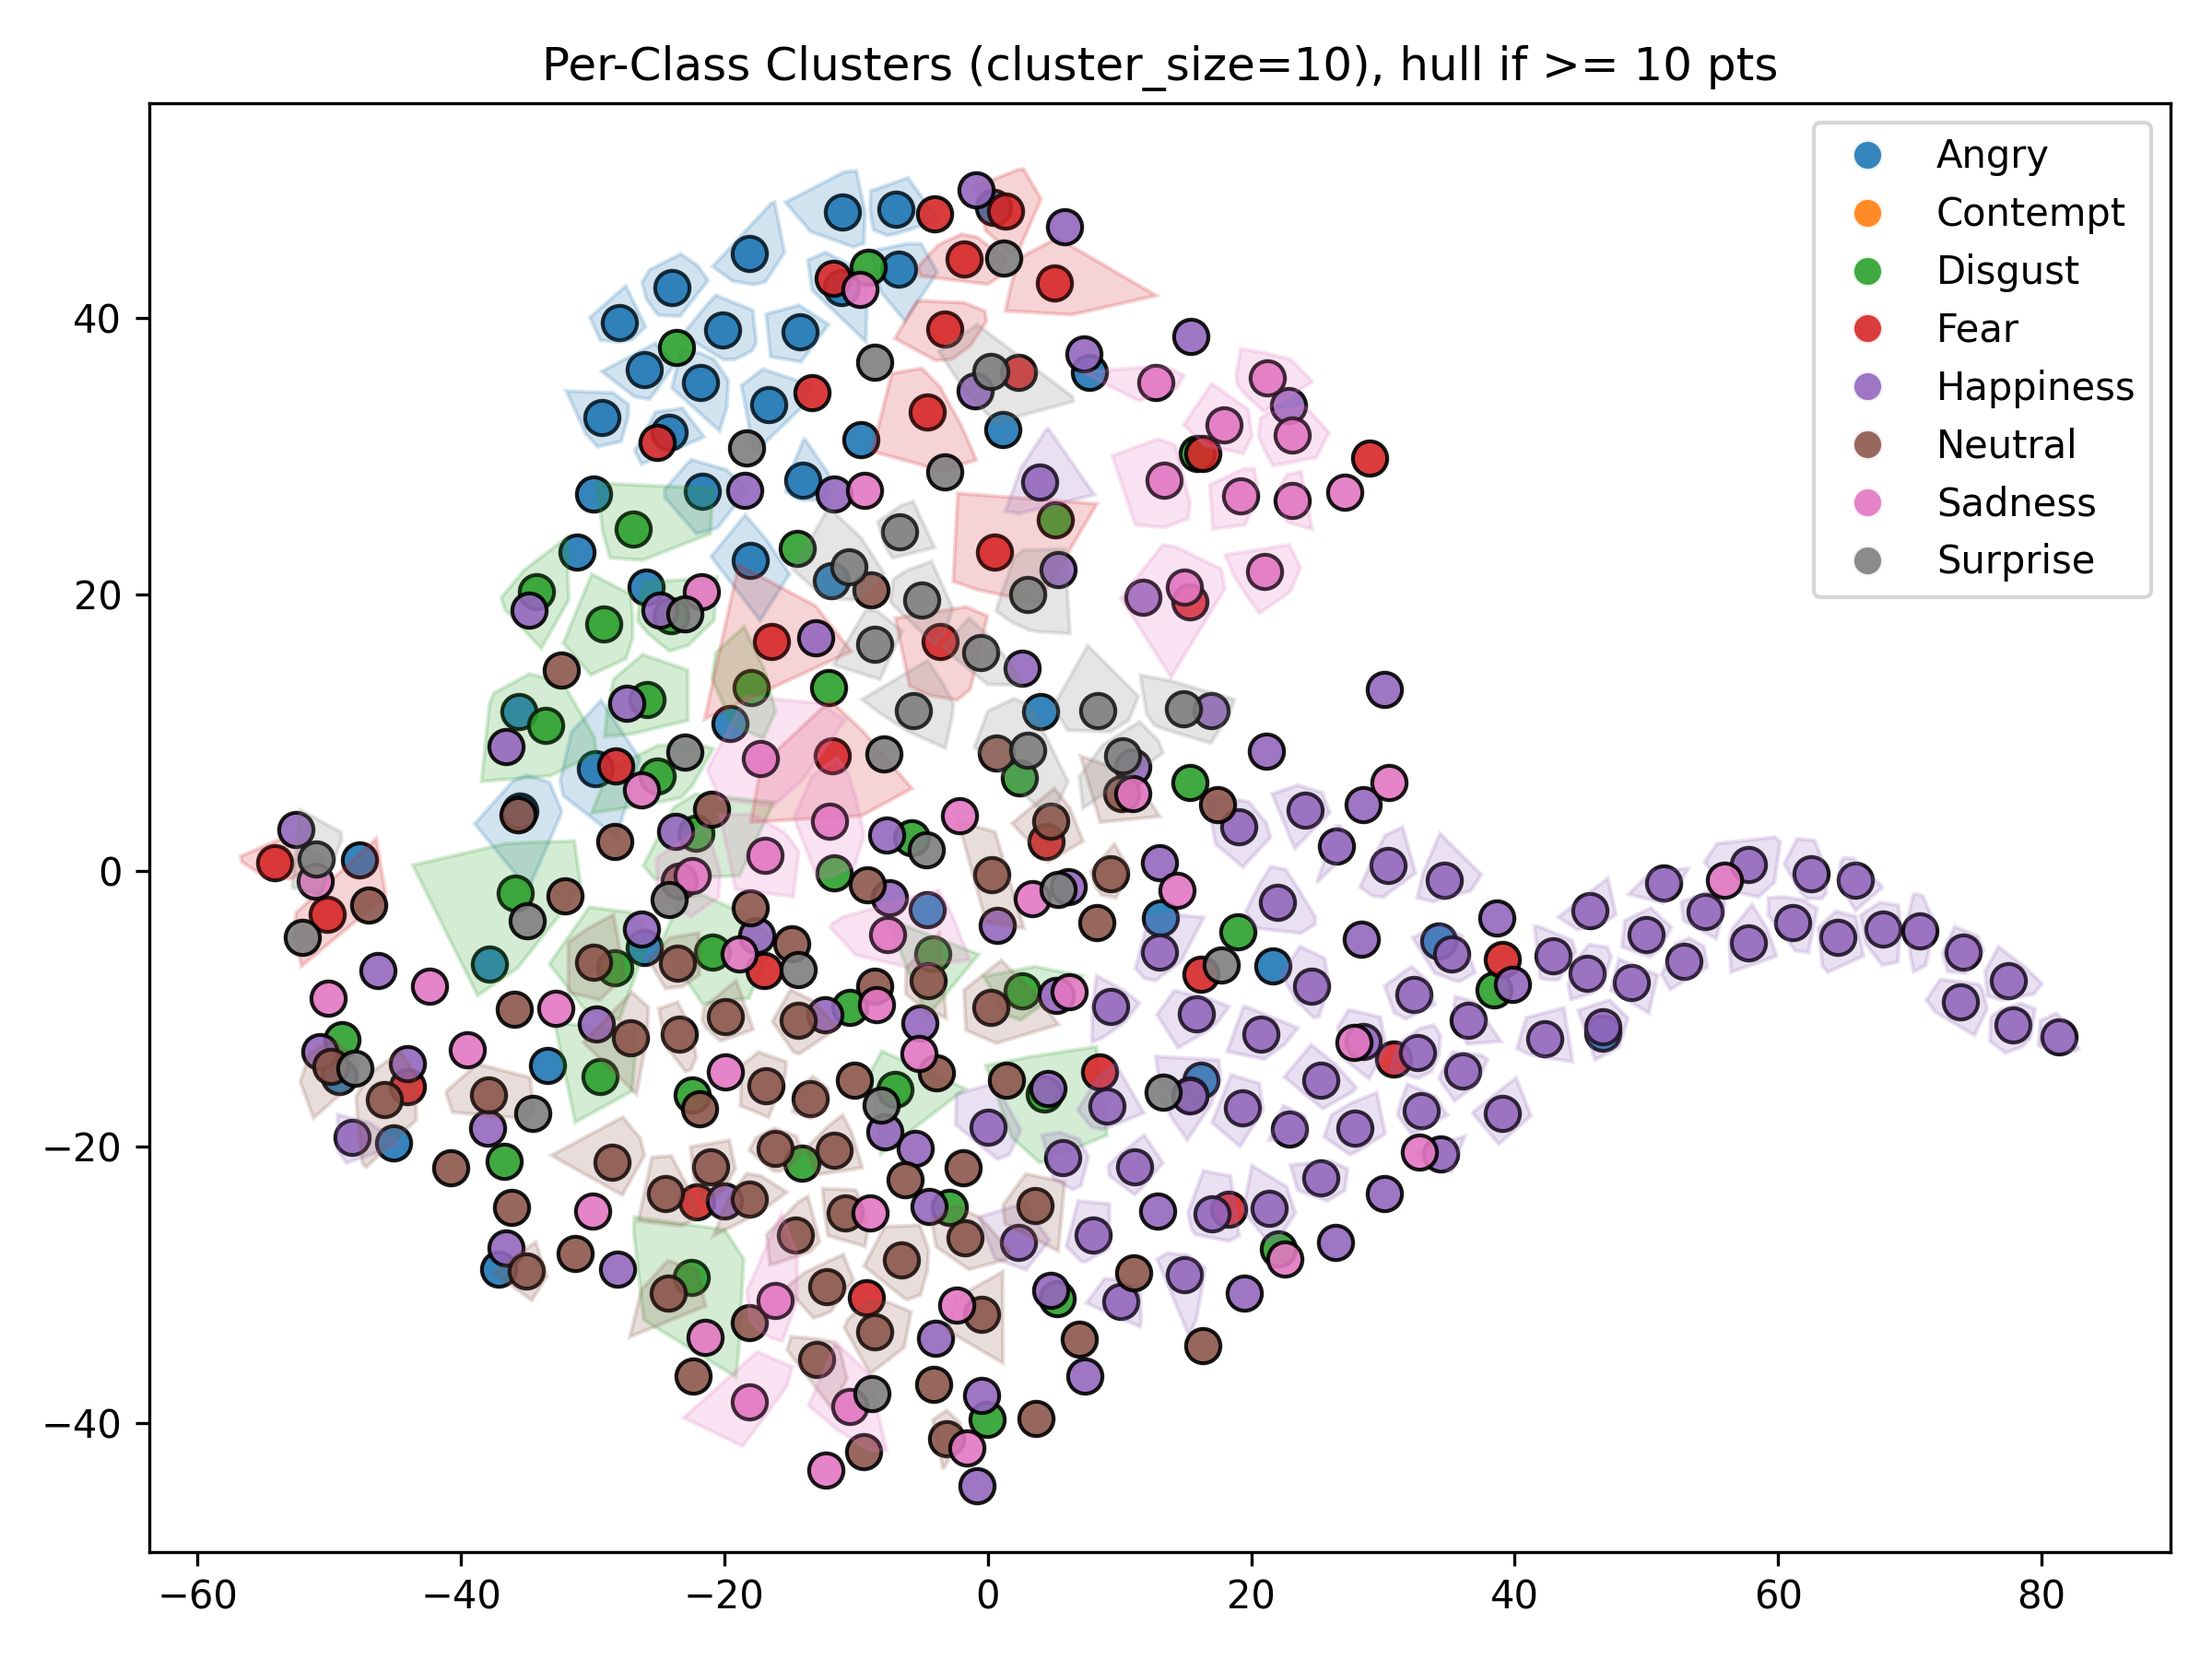 Per-Class Clusters (cluster_size=10), hull if >= 10 pts
Angry
Contempt
Disgust
Fear
Happiness
Neutral
Sadness
Surprise
40
20
0
−20
−40
−60 −40 −20 0 20 40 60 80